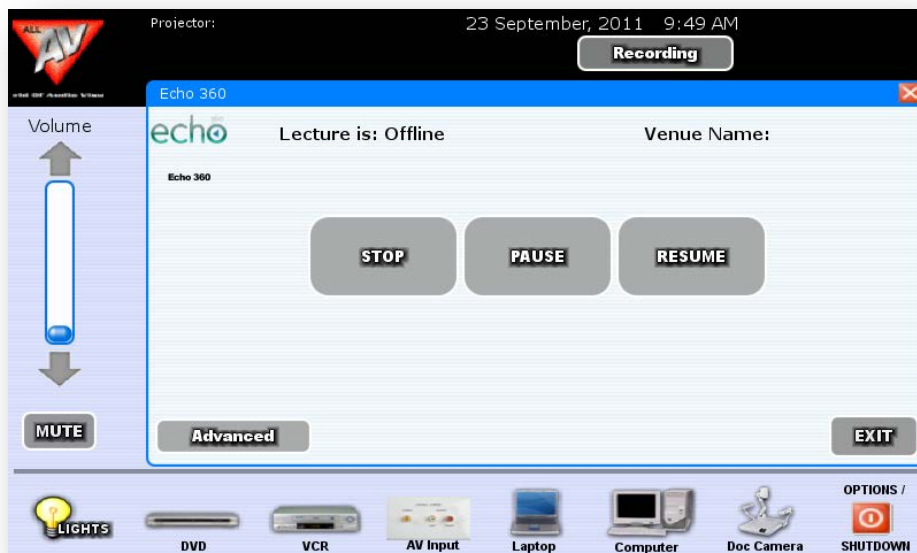 ALL
AV
Projector:
23 September, 2011 9:49 AM
Recording
Echo 360
Volume
echo
Lecture is: Offline
Venue Name:
Echo 360
STOP
PAUSE
RESUME
MUTE
Advanced
EXIT
LIGHTS
DVD
VCR
AV Input
Laptop
Computer
Doc Camera
OPTIONS /
SHUTDOWN